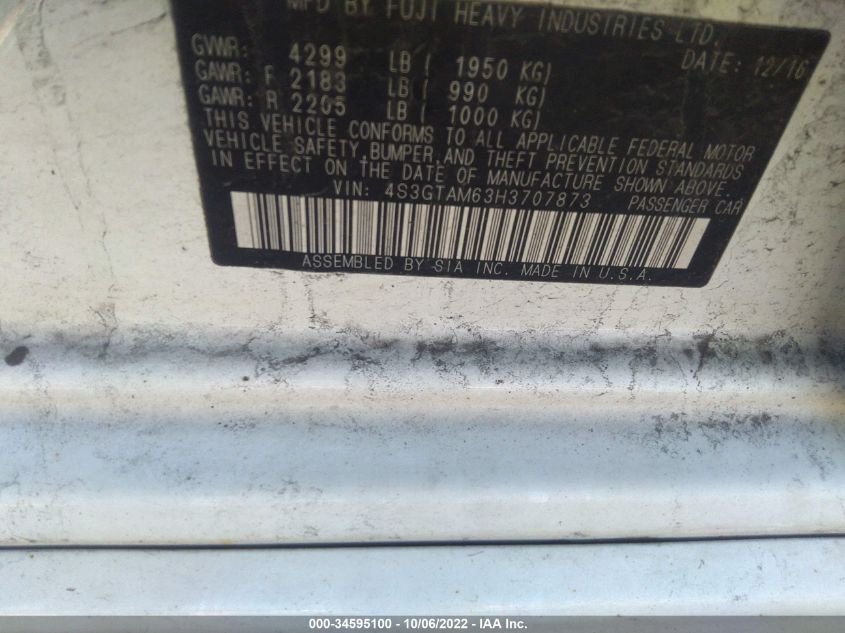 MFD BY FUJI HEAVY INDUSTRIES LTD.
GVWR: 4299 LB ( 1950 KG) DATE: 12/16
GAWR: F 2183 LB ( 990 KG)
GAWR: R 2205 LB ( 1000 KG)
THIS VEHICLE CONFORMS TO ALL APPLICABLE FEDERAL MOTOR
VEHICLE SAFETY, BUMPER, AND THEFT PREVENTION STANDARDS
IN EFFECT ON THE DATE OF MANUFACTURE SHOWN ABOVE.
VIN: 4S3GTAM63H3707873 PASSENGER CAR
ASSEMBLED BY SIA INC. MADE IN U.S.A.
000-34595100 - 10/06/2022 - IAA Inc.